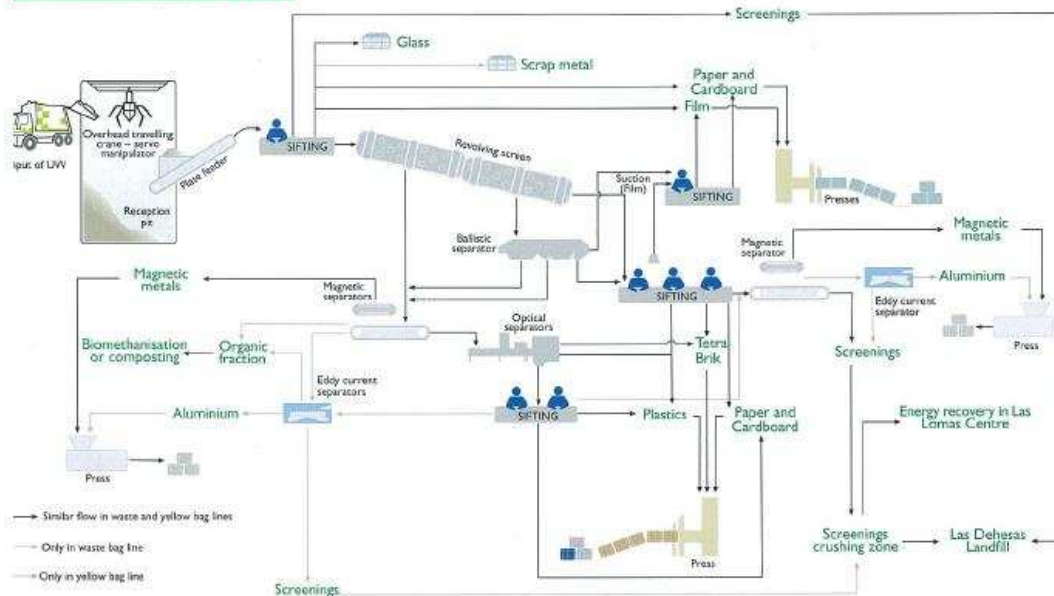 Screenings
Glass
Scrap metal
Paper and
Cardboard
Film
input of UW
Overhead travelling
crane – servo
manipulator
Plate feeder
SIFTING
Revolving screen
Suction
(Film)
SIFTING
Presses
Reception
pit
Ballistic
separator
Magnetic
separator
Magnetic
metals
Magnetic
metals
Magnetic
separators
SIFTING
Aluminium
Eddy current
separator
Optical
separators
Tetra
Brik
Press
Biomethanisation
or composting
Organic
fraction
Screenings
Eddy current
separators
Aluminium
SIFTING
Plastics
Paper and
Cardboard
Energy recovery in Las
Lomas Centre
Press
Similar flow in waste and yellow bag lines
Only in waste bag line
Only in yellow bag line
Press
Screenings
crushing zone
Las Dehesas
Landfill
Screenings